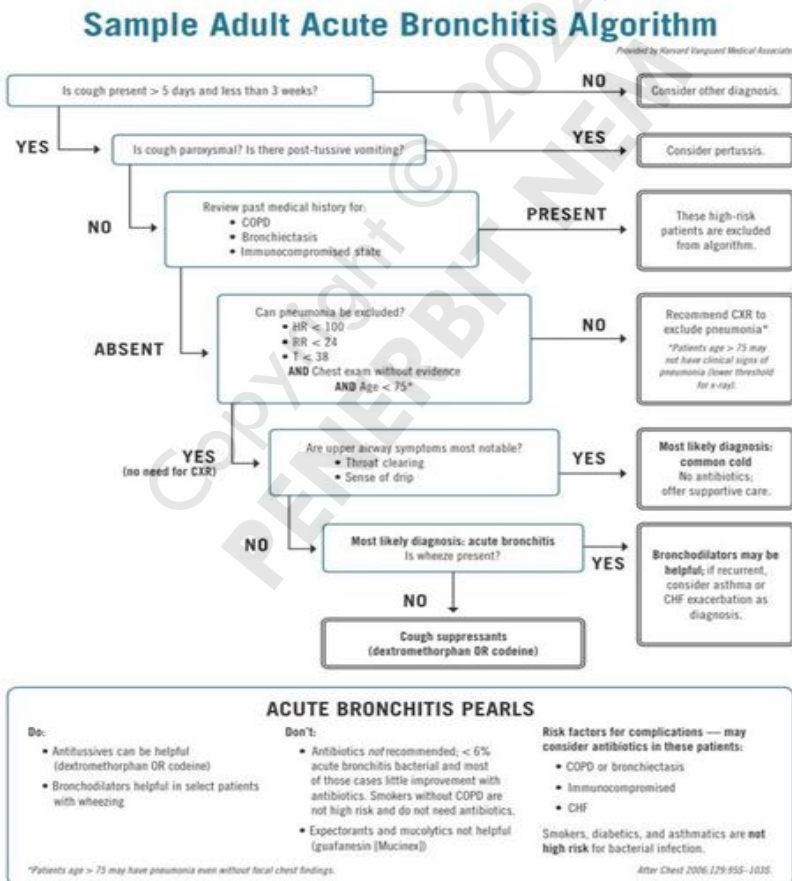 Sample Adult Acute Bronchitis Algorithm
Provided by Harvard Vanguard Medical Associates
Is cough present > 5 days and less than 3 weeks?
NO
Consider other diagnosis.
YES
Is cough paroxysmal? Is there post-tussive vomiting?
YES
Consider pertussis.
NO
Review past medical history for:
• COPD
• Bronchiectasis
• Immunocompromised state
PRESENT
These high-risk
patients are excluded
from algorithm.
ABSENT
Can pneumonia be excluded?
• HR < 100
• RR < 24
• T < 38
AND Chest exam without evidence
AND Age < 75*
NO
Recommend CXR to
exclude pneumonia*
*Patients age > 75 may
not have clinical signs of
pneumonia (lower threshold
for x-ray).
YES
(no need for CXR)
Are upper airway symptoms most notable?
• Throat clearing
• Sense of drip
YES
Most likely diagnosis:
common cold
No antibiotics;
offer supportive care.
NO
Most likely diagnosis: acute bronchitis
Is wheeze present?
YES
Bronchodilators may be
helpful; if recurrent,
consider asthma or
CHF exacerbation as
diagnosis.
NO
Cough suppressants
(dextromethorphan OR codeine)
ACUTE BRONCHITIS PEARLS
Do:
• Antitussives can be helpful
(dextromethorphan OR codeine)
• Bronchodilators helpful in select patients
with wheezing
Don't:
• Antibiotics not recommended; < 6%
acute bronchitis bacterial and most
of those cases little improvement with
antibiotics. Smokers without COPD are
not high risk and do not need antibiotics.
• Expectorants and mucolytics not helpful
(guafanesin [Mucinex])
Risk factors for complications — may
consider antibiotics in these patients:
• COPD or bronchiectasis
• Immunocompromised
• CHF
Smokers, diabetics, and asthmatics are not
high risk for bacterial infection.
*Patients age > 75 may have pneumonia even without focal chest findings.
After Chest 2006;129:95S–103S.
Copyright © 2024
PENERBIT NEM